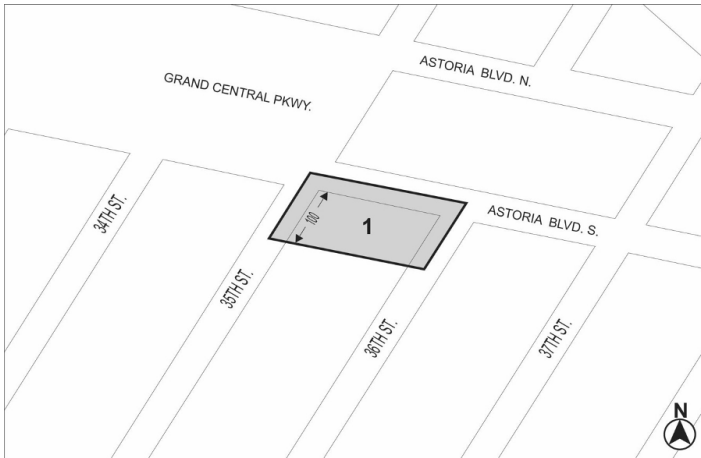 ASTORIA BLVD. N.
GRAND CENTRAL PKWY.
34TH ST.
100
1
ASTORIA BLVD. S.
35TH ST.
36TH ST.
37TH ST.
N